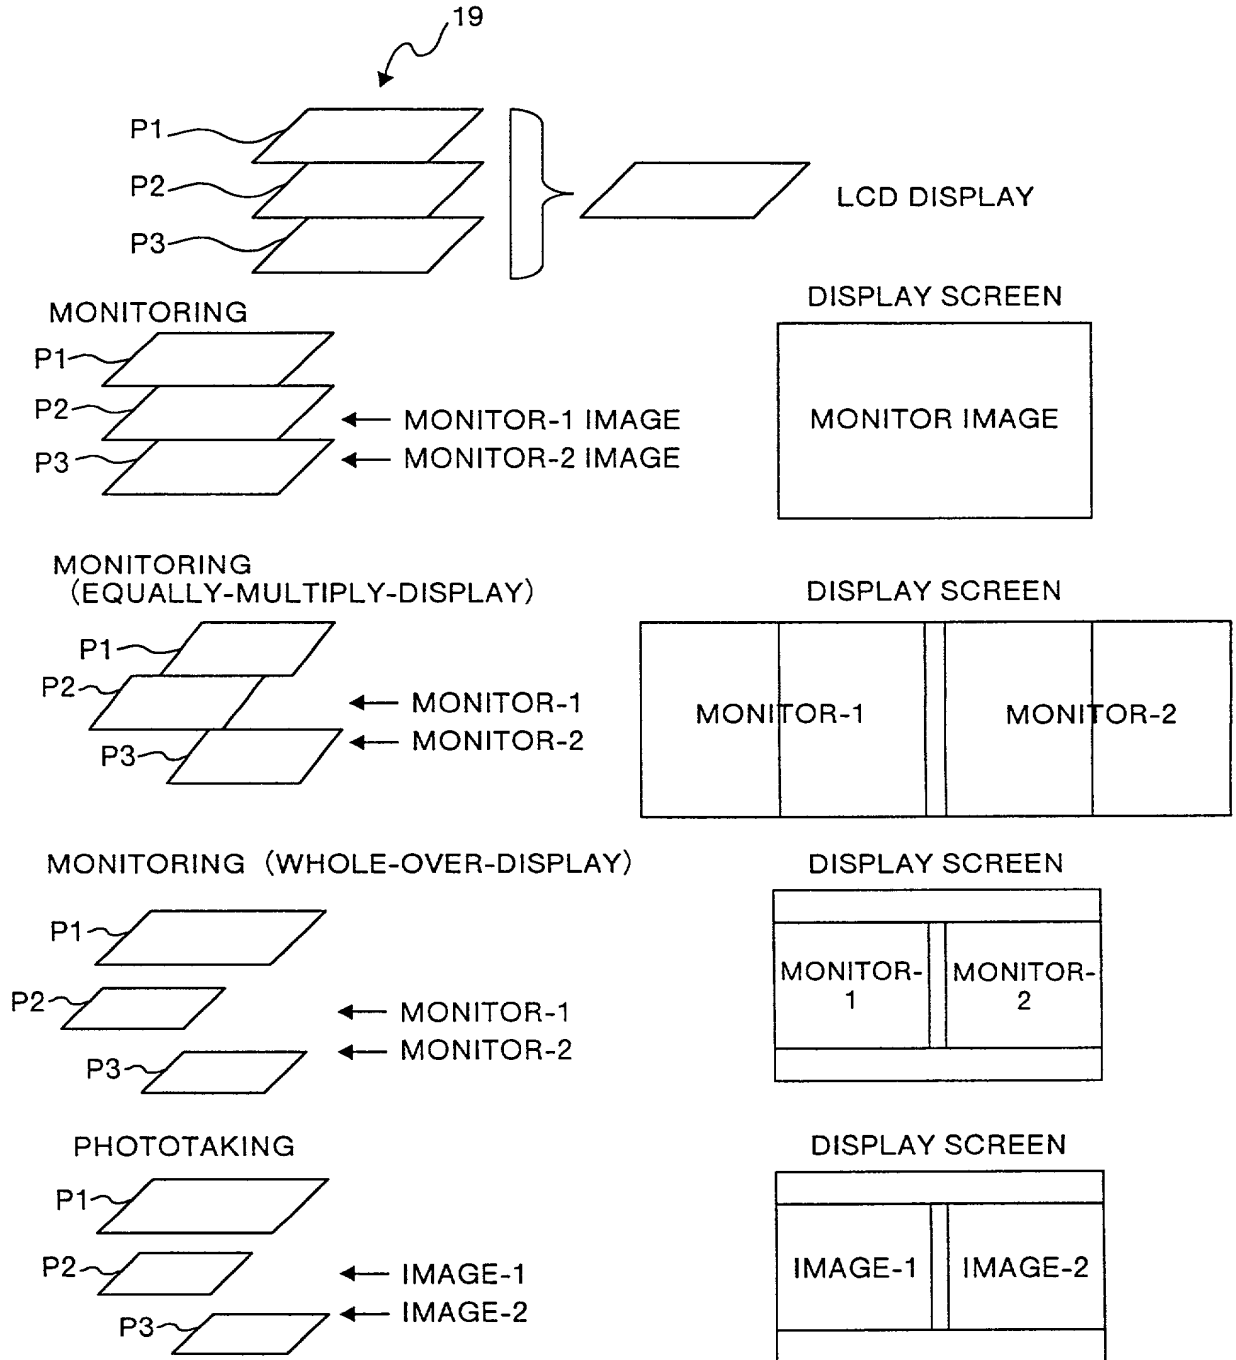 19
P1
P2
P3
LCD DISPLAY
MONITORING
P1
P2
P3
MONITOR-1 IMAGE
MONITOR-2 IMAGE
DISPLAY SCREEN
MONITOR IMAGE
MONITORING
(EQUALLY-MULTIPLY-DISPLAY)
P1
P2
P3
MONITOR-1
MONITOR-2
DISPLAY SCREEN
MONITOR-1
MONITOR-2
MONITORING (WHOLE-OVER-DISPLAY)
P1
P2
P3
MONITOR-1
MONITOR-2
DISPLAY SCREEN
MONITOR-
1
MONITOR-
2
PHOTOTAKING
P1
P2
P3
IMAGE-1
IMAGE-2
DISPLAY SCREEN
IMAGE-1
IMAGE-2